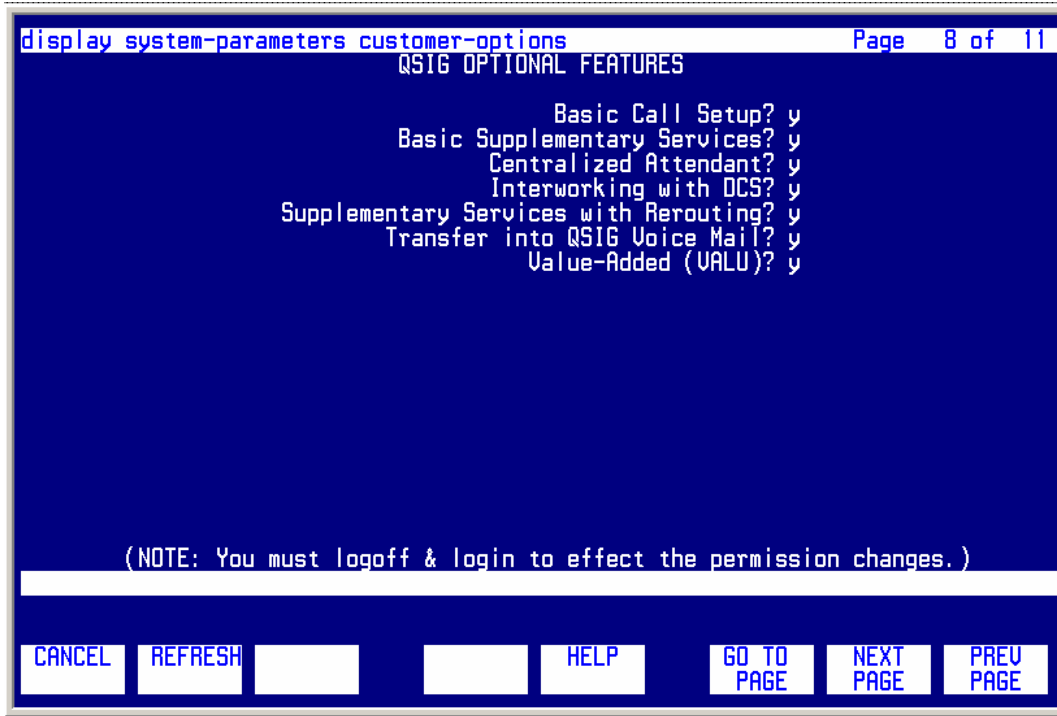 display system-parameters customer-options Page 8 of 11
QSIG OPTIONAL FEATURES
Basic Call Setup? y
Basic Supplementary Services? y
Centralized Attendant? y
Interworking with DCS? y
Supplementary Services with Rerouting? y
Transfer into QSIG Voice Mail? y
Value-Added (VALU)? y
(NOTE: You must logoff & login to effect the permission changes.)
CANCEL REFRESH HELP GO TO NEXT PREV
PAGE PAGE PAGE